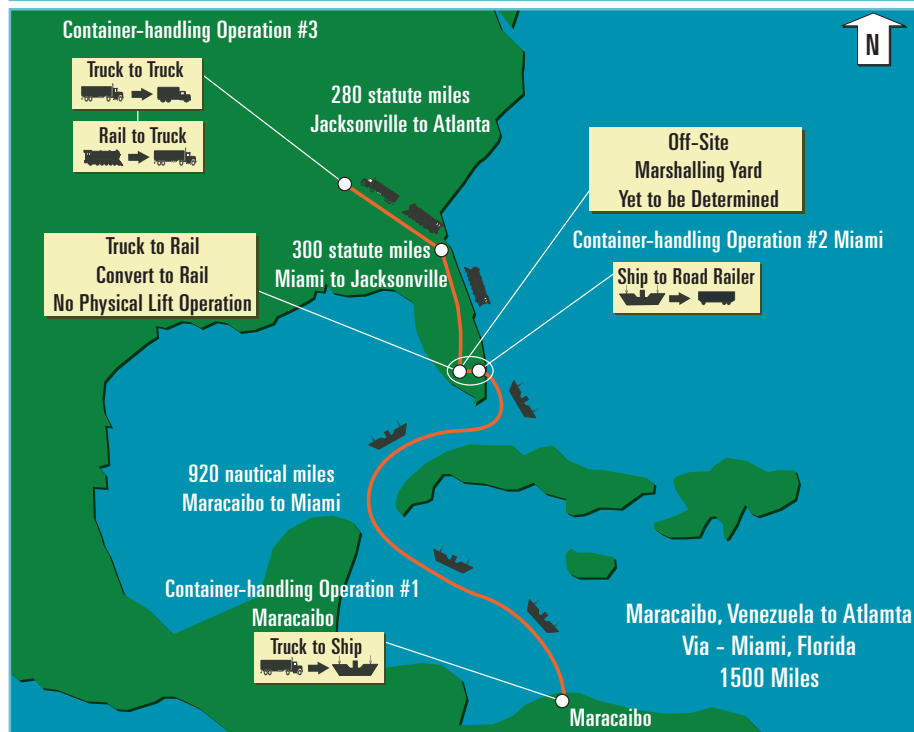 Container-handling Operation #3
Truck to Truck
Rail to Truck
280 statute miles
Jacksonville to Atlanta
N
Off-Site
Marshalling Yard
Yet to be Determined
Truck to Rail
Convert to Rail
No Physical Lift Operation
300 statute miles
Miami to Jacksonville
Container-handling Operation #2 Miami
Ship to Road Railer
920 nautical miles
Maracaibo to Miami
Container-handling Operation #1
Maracaibo
Truck to Ship
Maracaibo, Venezuela to Atlamta
Via - Miami, Florida
1500 Miles
Maracaibo